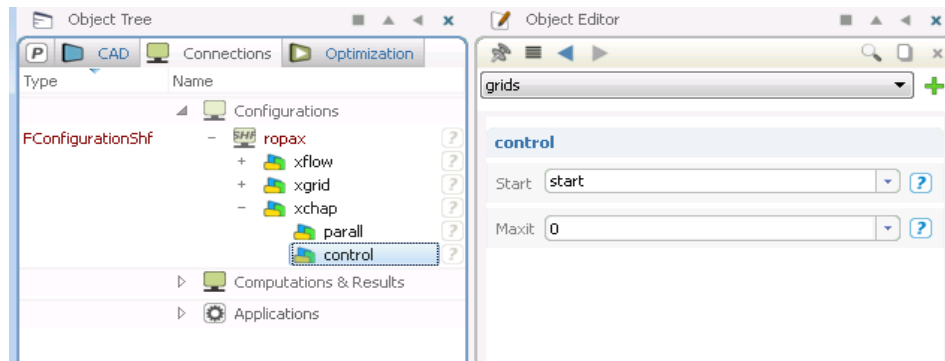 Object Tree
P CAD Connections Optimization
Type Name
Configurations
FConfigurationShf SHF ropax ?
xflow ?
xgrid ?
xchap ?
parall ?
control ?
Computations & Results
Applications
Object Editor
grids
control
Start start ?
Maxit 0 ?